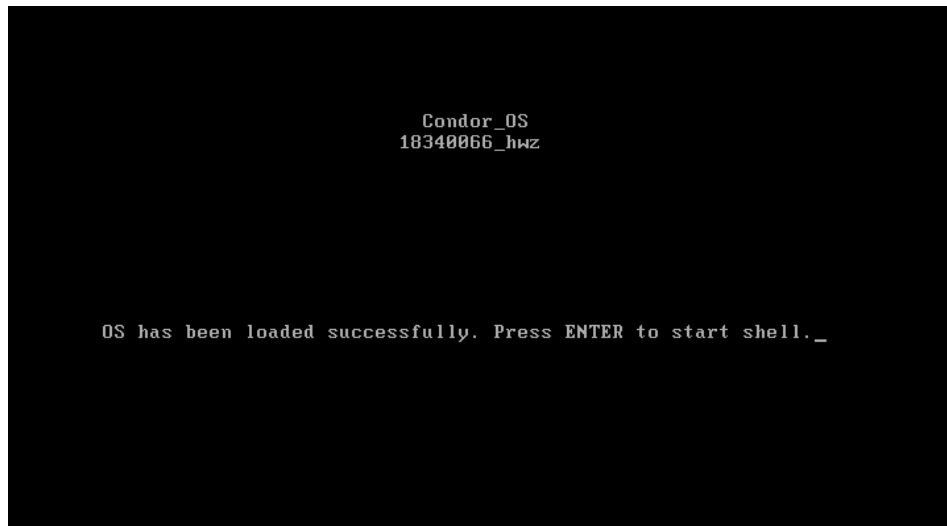 Condor_OS
18340066_hwz
OS has been loaded successfully. Press ENTER to start shell._